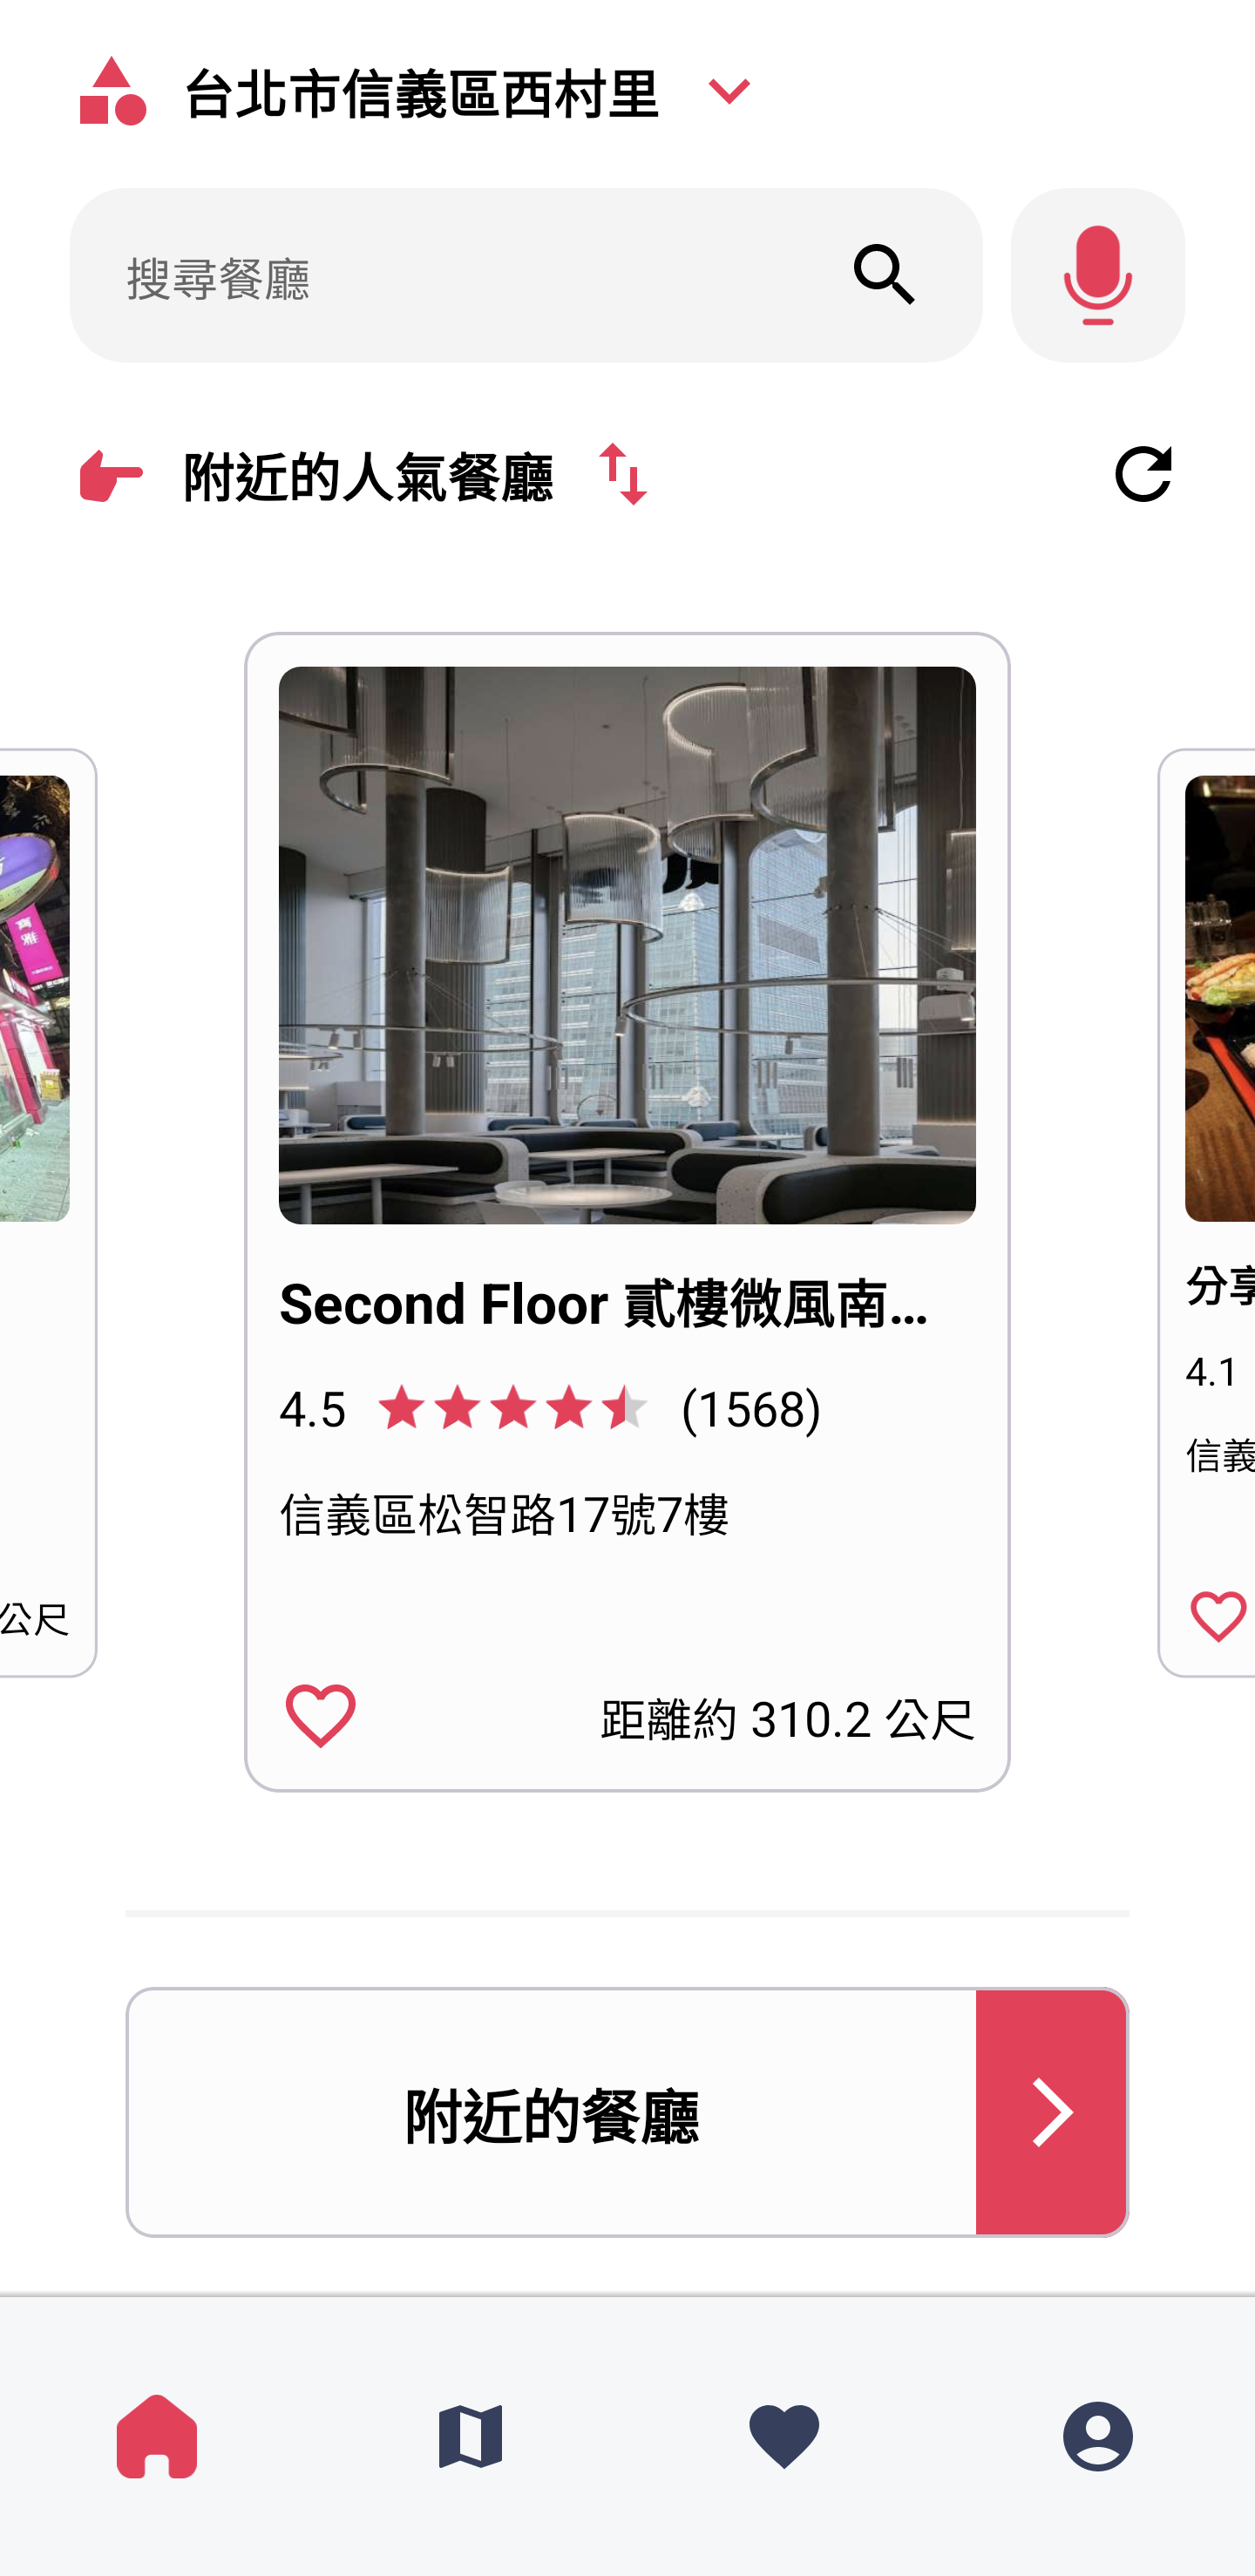 台北市信義區西村里
搜尋餐廳
附近的人氣餐廳
寶雅
Second Floor 貳樓微風南...
4.5 (1568)
信義區松智路17號7樓
距離約 310.2 公尺
公尺
分享
4.1
信義
附近的餐廳